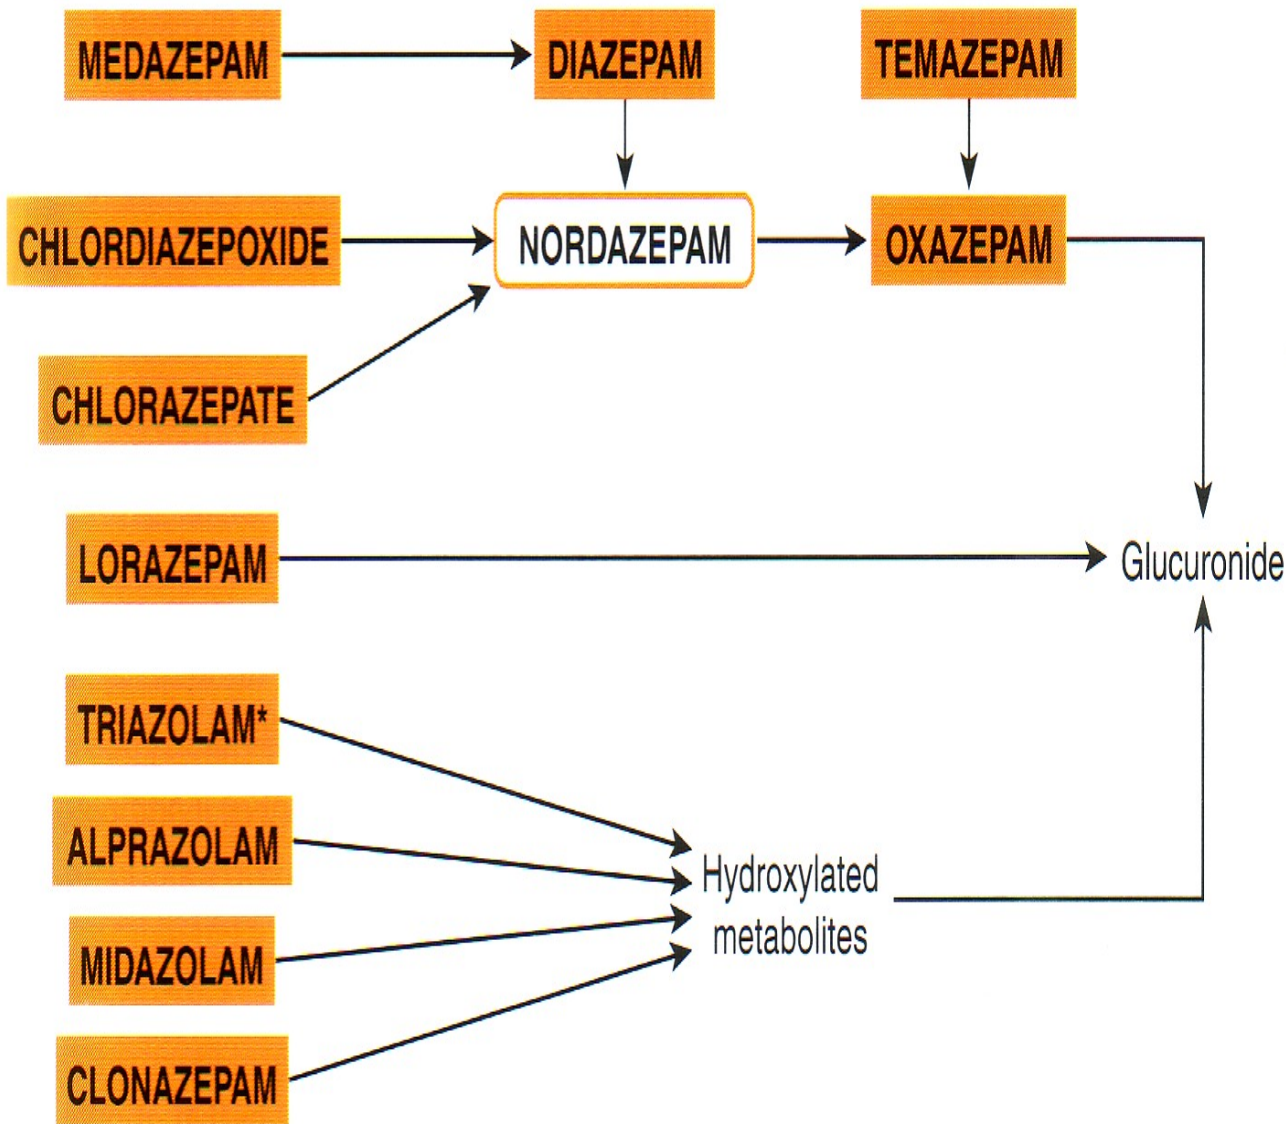 MEDAZEPAM
DIAZEPAM
TEMAZEPAM
CHLORDIAZEPOXIDE
NORDAZEPAM
OXAZEPAM
CHLORAZEPATE
LORAZEPAM
Glucuronide
TRIAZOLAM*
ALPRAZOLAM
Hydroxylated
metabolites
MIDAZOLAM
CLONAZEPAM